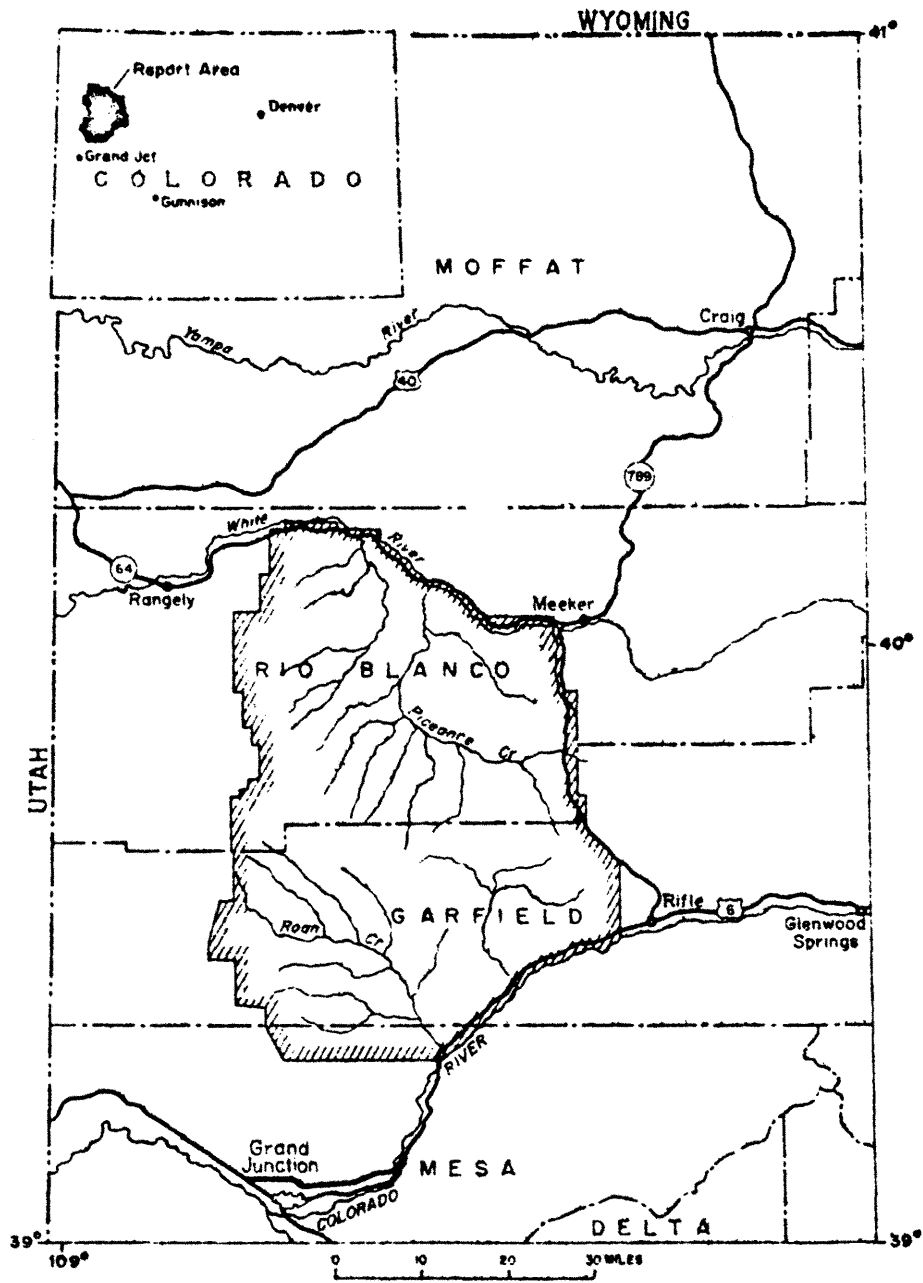 WYOMING
41°
Report Area
Denver
Grand Jct
COLORADO
Gunnison
MOFFAT
Yampa River
Craig
40
789
White River
64
Rangely
Meeker
40°
RIO BLANCO
Piceance Cr
UTAH
GARFIELD
Rifle
6
Glenwood
Springs
Roan Cr
RIVER
Grand
Junction
MESA
COLORADO
DELTA
39°
39°
109°
0 10 20 30 MILES